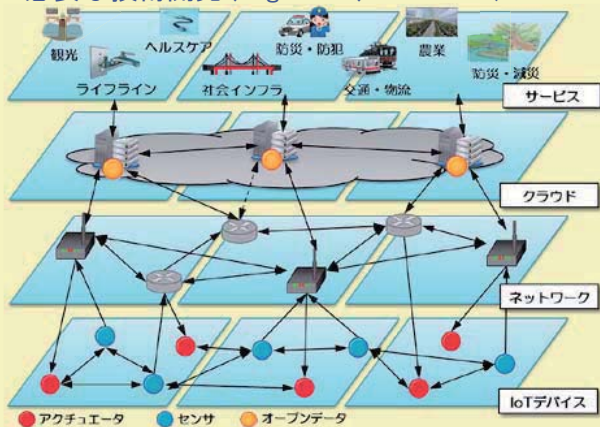 観光
ヘルスケア
防災・防犯
農業
防災・減災
ライフライン
社会インフラ
交通・物流
サービス
クラウド
ネットワーク
IoTデバイス
アクチュエータ
センサ
オープンデータ